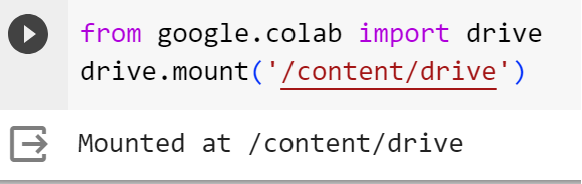 from google.colab import drive
drive.mount('/content/drive')
Mounted at /content/drive